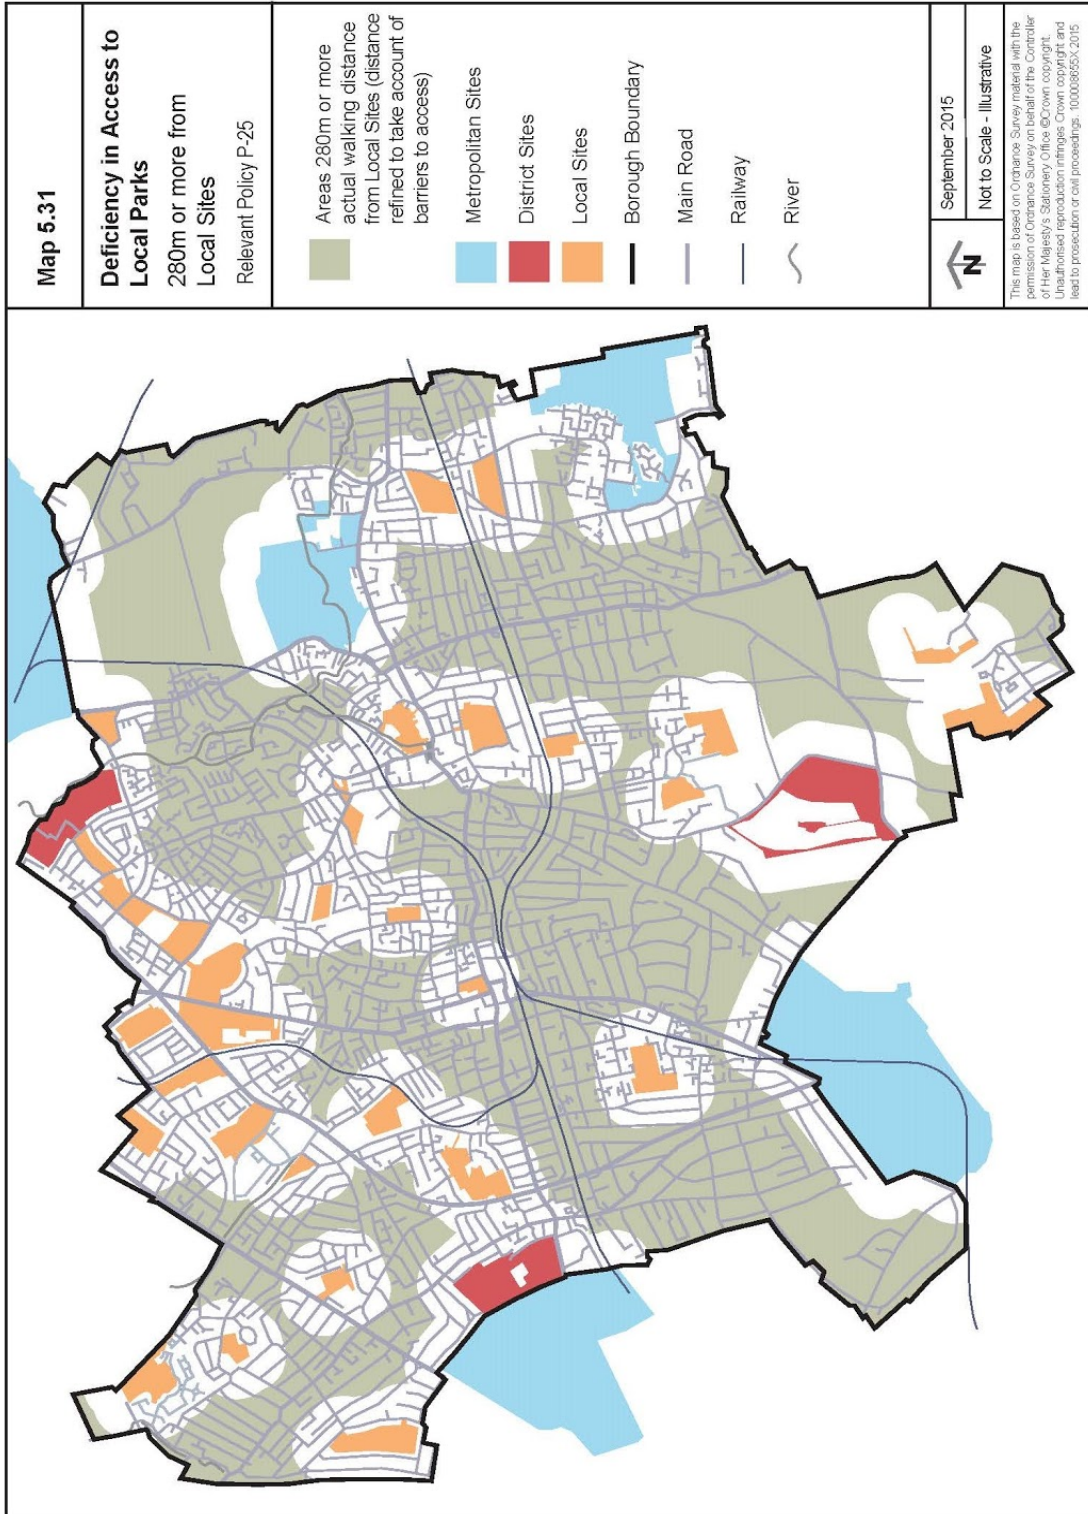 Map 5.31
Deficiency in Access to
Local Parks
280m or more from
Local Sites
Relevant Policy P-25
Areas 280m or more
actual walking distance
from Local Sites (distance
refined to take account of
barriers to access)
Metropolitan Sites
District Sites
Local Sites
Borough Boundary
Main Road
Railway
River
N
September 2015
Not to Scale - Illustrative
This map is based on Ordnance Survey material with the
permission of Ordnance Survey on behalf of the Controller
of Her Majesty's Stationery Office ©Crown copyright.
Unauthorised reproduction infringes Crown copyright and
lead to prosecution or civil proceedings. 100008655X 2015